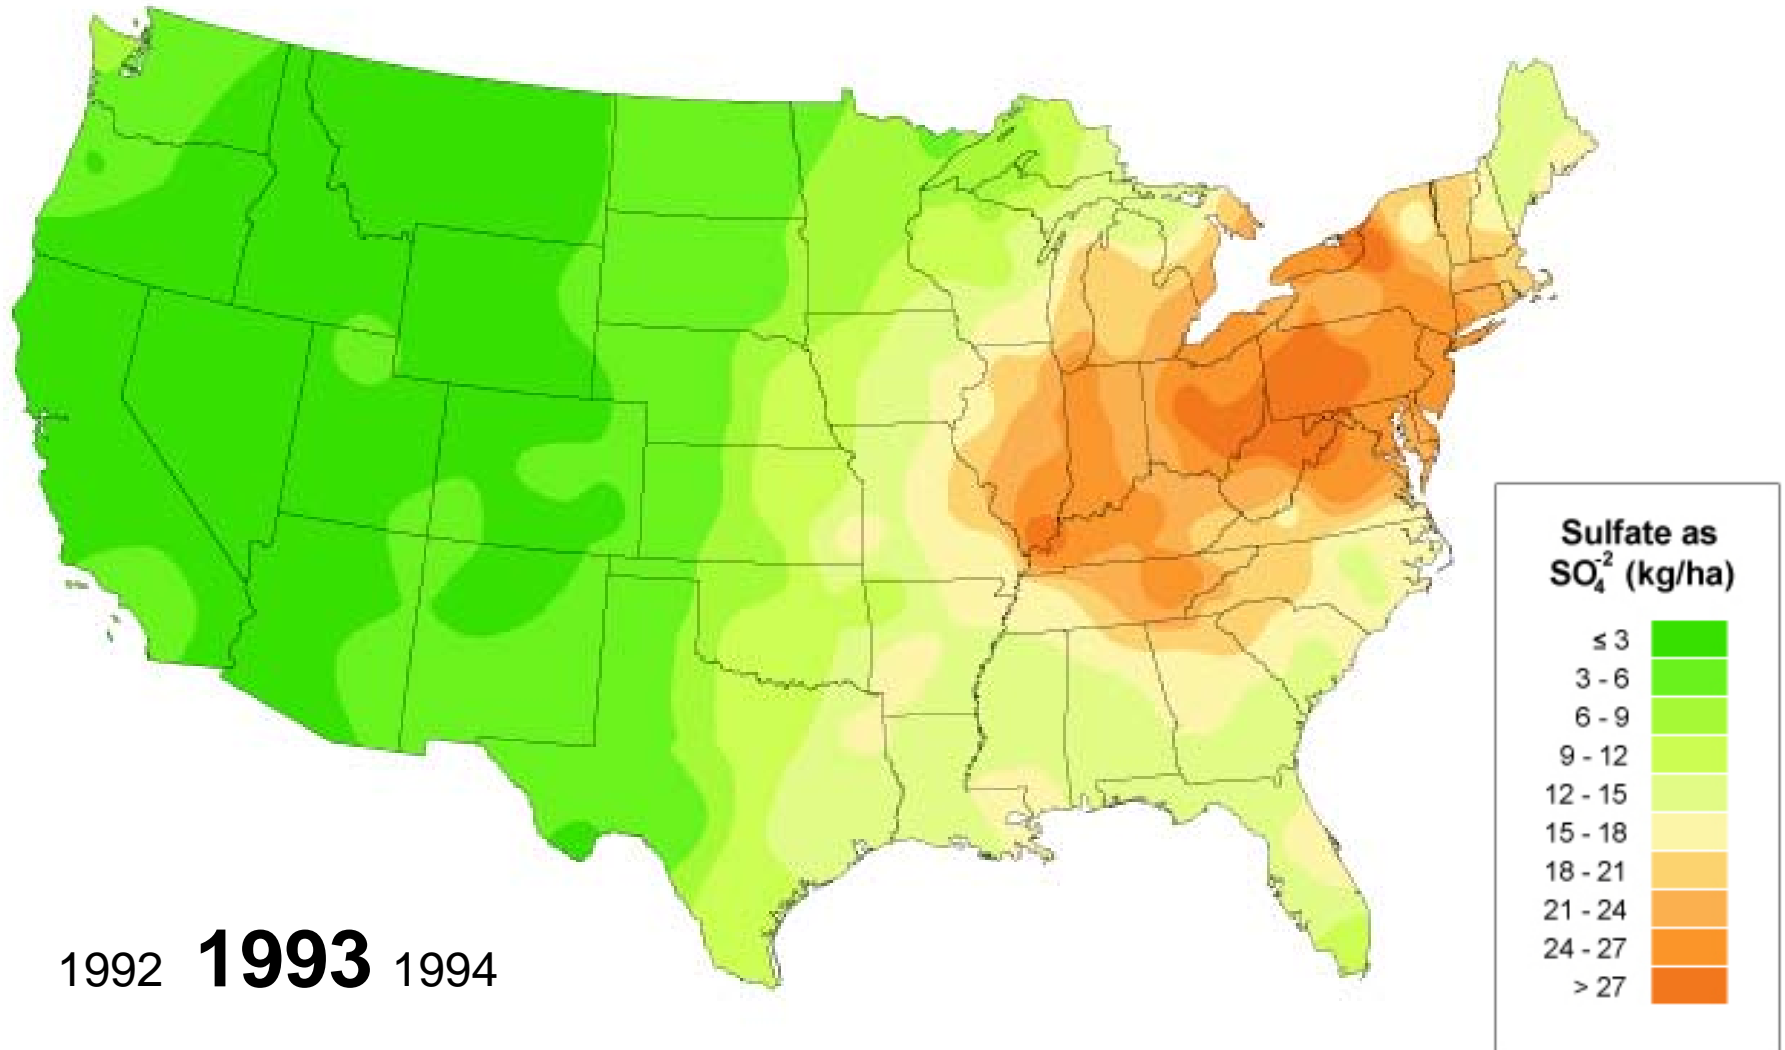 Sulfate as
SO₄⁻² (kg/ha)
≤ 3
3 - 6
6 - 9
9 - 12
12 - 15
15 - 18
18 - 21
21 - 24
24 - 27
> 27
1992 1993 1994